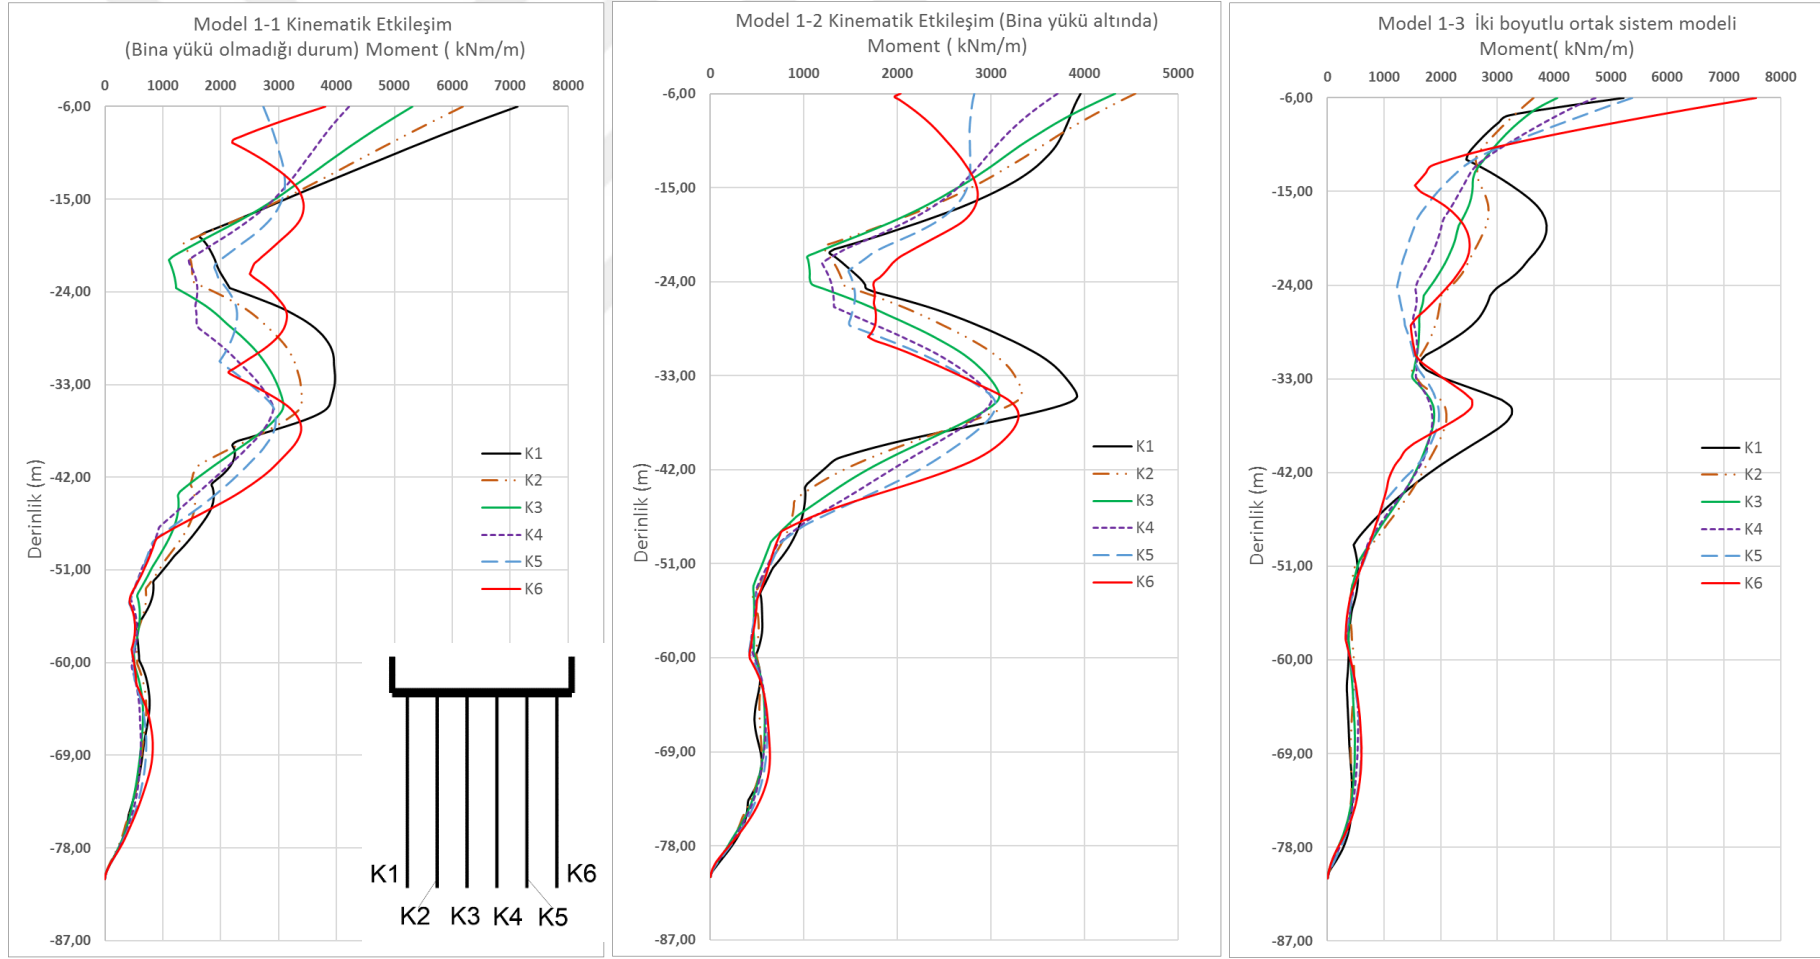 Model 1-1 Kinematik Etkileşim
(Bina yükü olmadığı durum) Moment ( kNm/m)
0 1000 2000 3000 4000 5000 6000 7000 8000
-6,00
-15,00
-24,00
-33,00
-42,00
-51,00
-60,00
-69,00
-78,00
-87,00
Derinlik (m)
K1
K2
K3
K4
K5
K6
K1 K6
K2 K3 K4 K5
Model 1-2 Kinematik Etkileşim (Bina yükü altında)
Moment ( kNm/m)
0 1000 2000 3000 4000 5000
-6,00
-15,00
-24,00
-33,00
-42,00
-51,00
-60,00
-69,00
-78,00
-87,00
Derinlik (m)
K1
K2
K3
K4
K5
K6
Model 1-3 İki boyutlu ortak sistem modeli
Moment( kNm/m)
0 1000 2000 3000 4000 5000 6000 7000 8000
-6,00
-15,00
-24,00
-33,00
-42,00
-51,00
-60,00
-69,00
-78,00
-87,00
Derinlik (m)
K1
K2
K3
K4
K5
K6